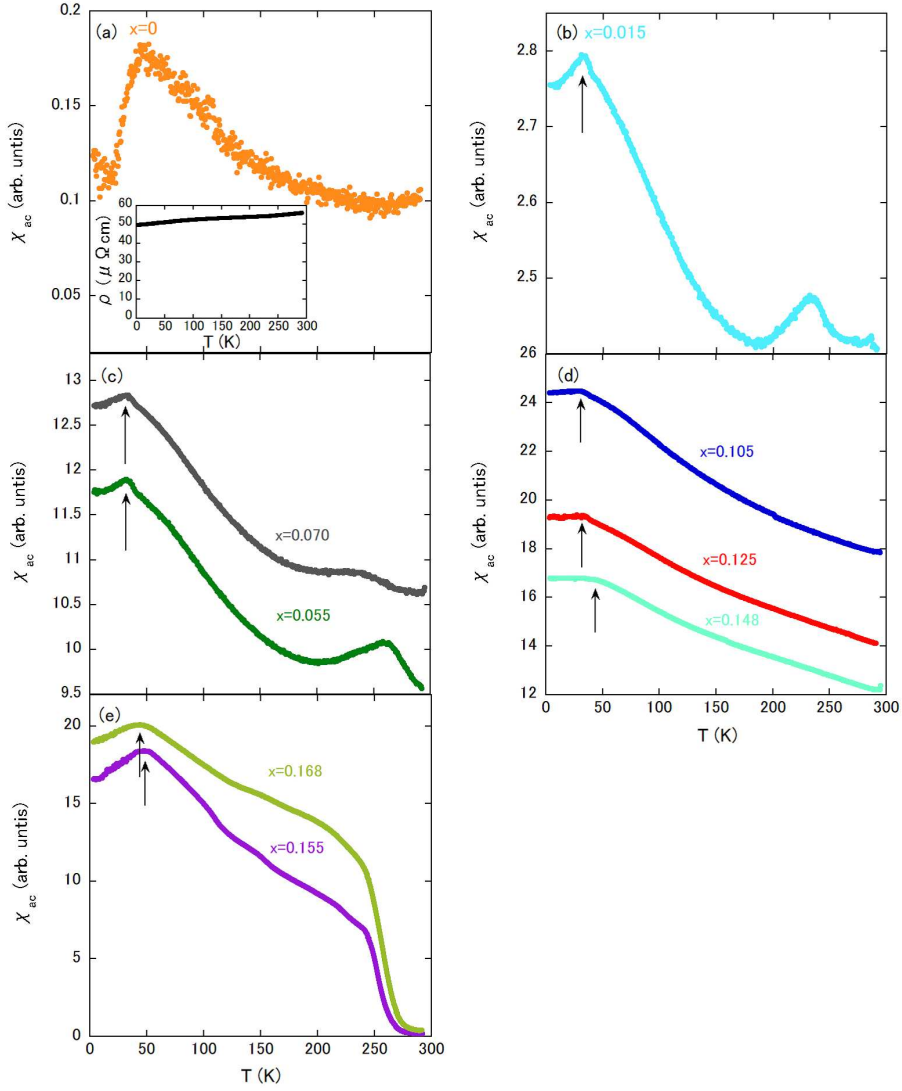 (a)
x=0
0.2
0.15
0.1
0.05
χ ac (arb. untis)
60
50
40
30
20
10
0
ρ (μ Ω cm)
0 50 100 150 200 250 300
T (K)
(b)
x=0.015
2.8
2.7
2.6
2.5
26
χ ac (arb. untis)
(c)
13
12.5
12
11.5
11
10.5
10
9.5
χ ac (arb. untis)
x=0.070
x=0.055
(d)
24
22
20
18
16
14
12
χ ac (arb. untis)
x=0.105
x=0.125
x=0.148
0 50 100 150 200 250 300
T (K)
(e)
20
15
10
5
0
χ ac (arb. untis)
x=0.168
x=0.155
0 50 100 150 200 250 300
T (K)